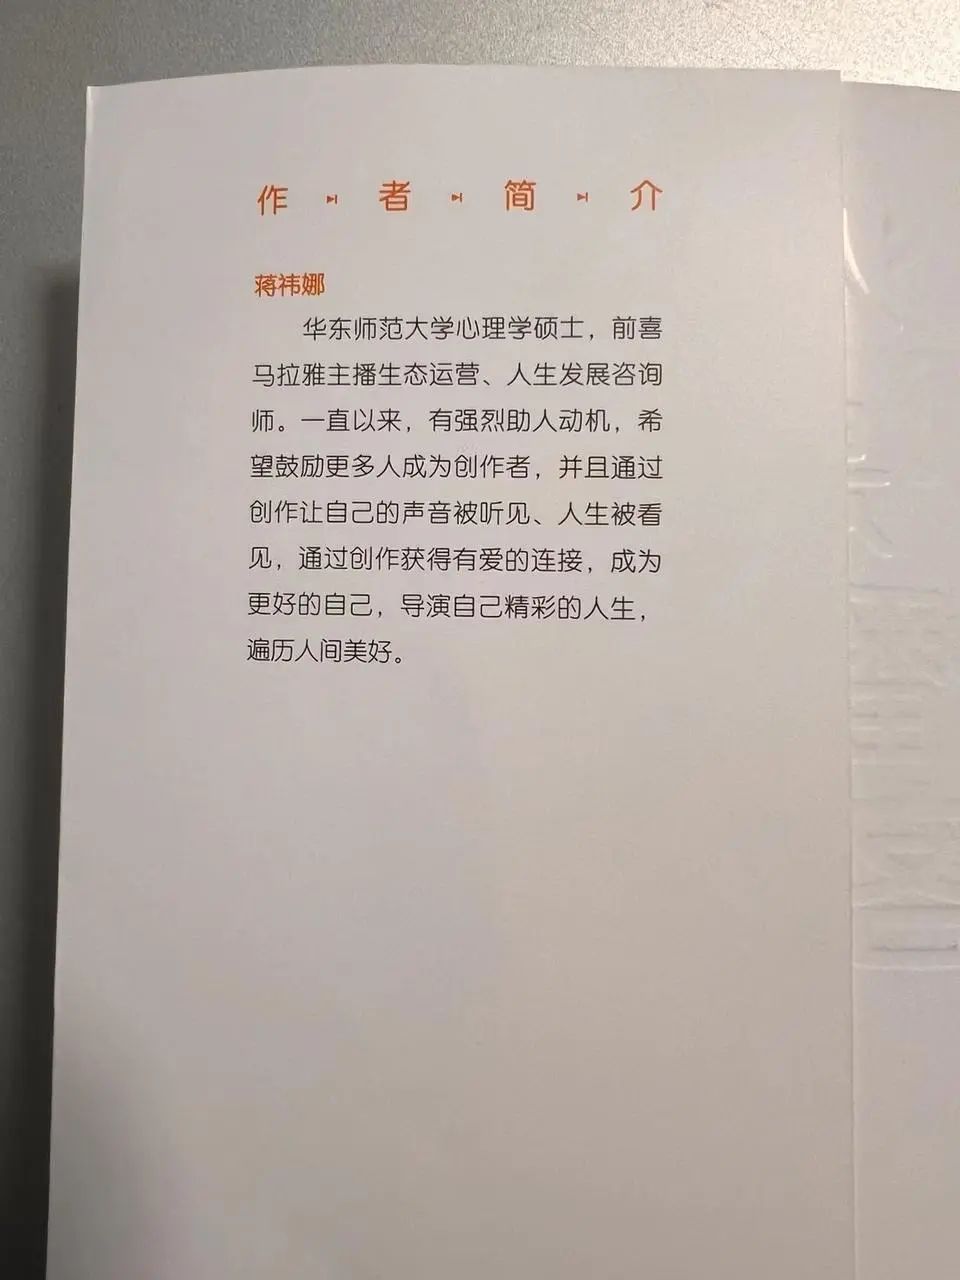 作 者 简 介
蒋祎娜
华东师范大学心理学硕士，前喜
马拉雅主播生态运营、人生发展咨询
师。一直以来，有强烈助人动机，希
望鼓励更多人成为创作者，并且通过
创作让自己的声音被听见、人生被看
见，通过创作获得有爱的连接，成为
更好的自己，导演自己精彩的人生，
遍历人间美好。